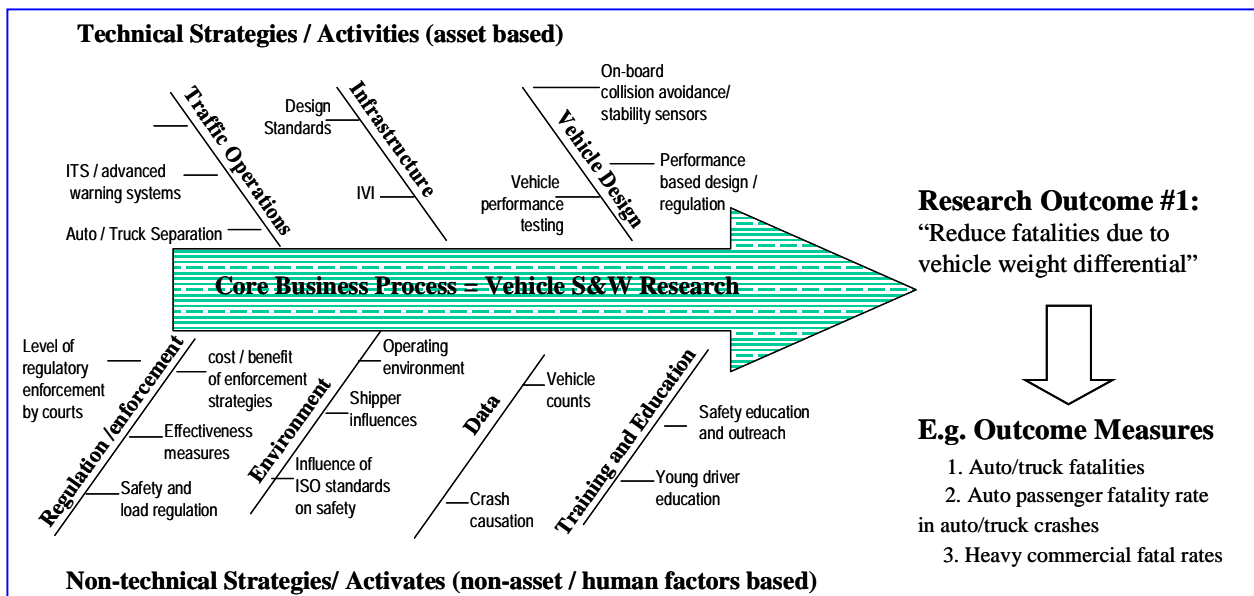 Technical Strategies / Activities (asset based)
Traffic Operations
ITS / advanced
warning systems
Auto / Truck Separation
Infrastructure
Design
Standards
IVI
Vehicle Design
On-board
collision avoidance/
stability sensors
Performance
based design /
regulation
Vehicle
performance
testing
Core Business Process = Vehicle S&W Research
Research Outcome #1:
“Reduce fatalities due to
vehicle weight differential”
E.g. Outcome Measures
1. Auto/truck fatalities
2. Auto passenger fatality rate
in auto/truck crashes
3. Heavy commercial fatal rates
Regulation /enforcement
Level of
regulatory
enforcement
by courts
cost / benefit
of enforcement
strategies
Effectiveness
measures
Safety and
load regulation
Environment
Operating
environment
Shipper
influences
Influence of
ISO standards
on safety
Data
Vehicle
counts
Crash
causation
Training and Education
Safety education
and outreach
Young driver
education
Non-technical Strategies/ Activates (non-asset / human factors based)